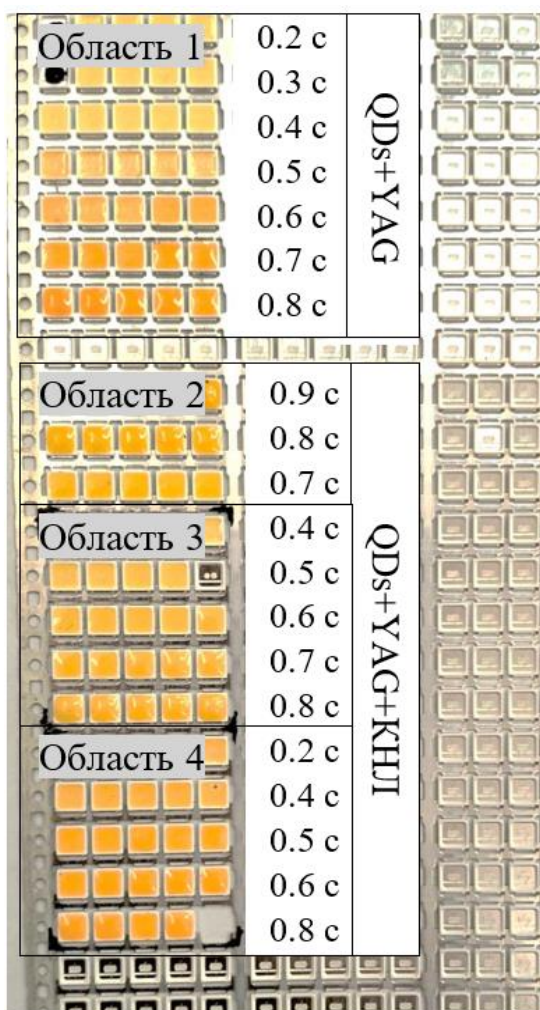 Область 1
0.2 с
0.3 с
0.4 с
0.5 с
0.6 с
0.7 с
0.8 с
QDs+YAG
Область 2
0.9 с
0.8 с
0.7 с
Область 3
0.4 с
0.5 с
0.6 с
0.7 с
0.8 с
Область 4
0.2 с
0.4 с
0.5 с
0.6 с
0.8 с
QDs+YAG+КНЛ